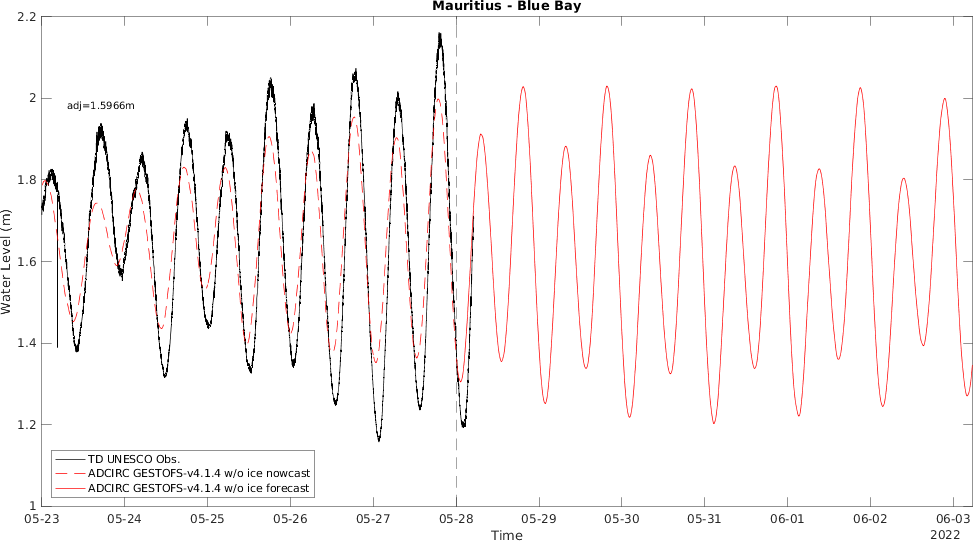 Mauritius - Blue Bay
2.2
2
1.8
1.6
1.4
1.2
1
Water Level (m)
adj=1.5966m
TD UNESCO Obs.
ADCIRC GESTOFS-v4.1.4 w/o ice nowcast
ADCIRC GESTOFS-v4.1.4 w/o ice forecast
05-23 05-24 05-25 05-26 05-27 05-28 05-29 05-30 05-31 06-01 06-02 06-03
2022
Time